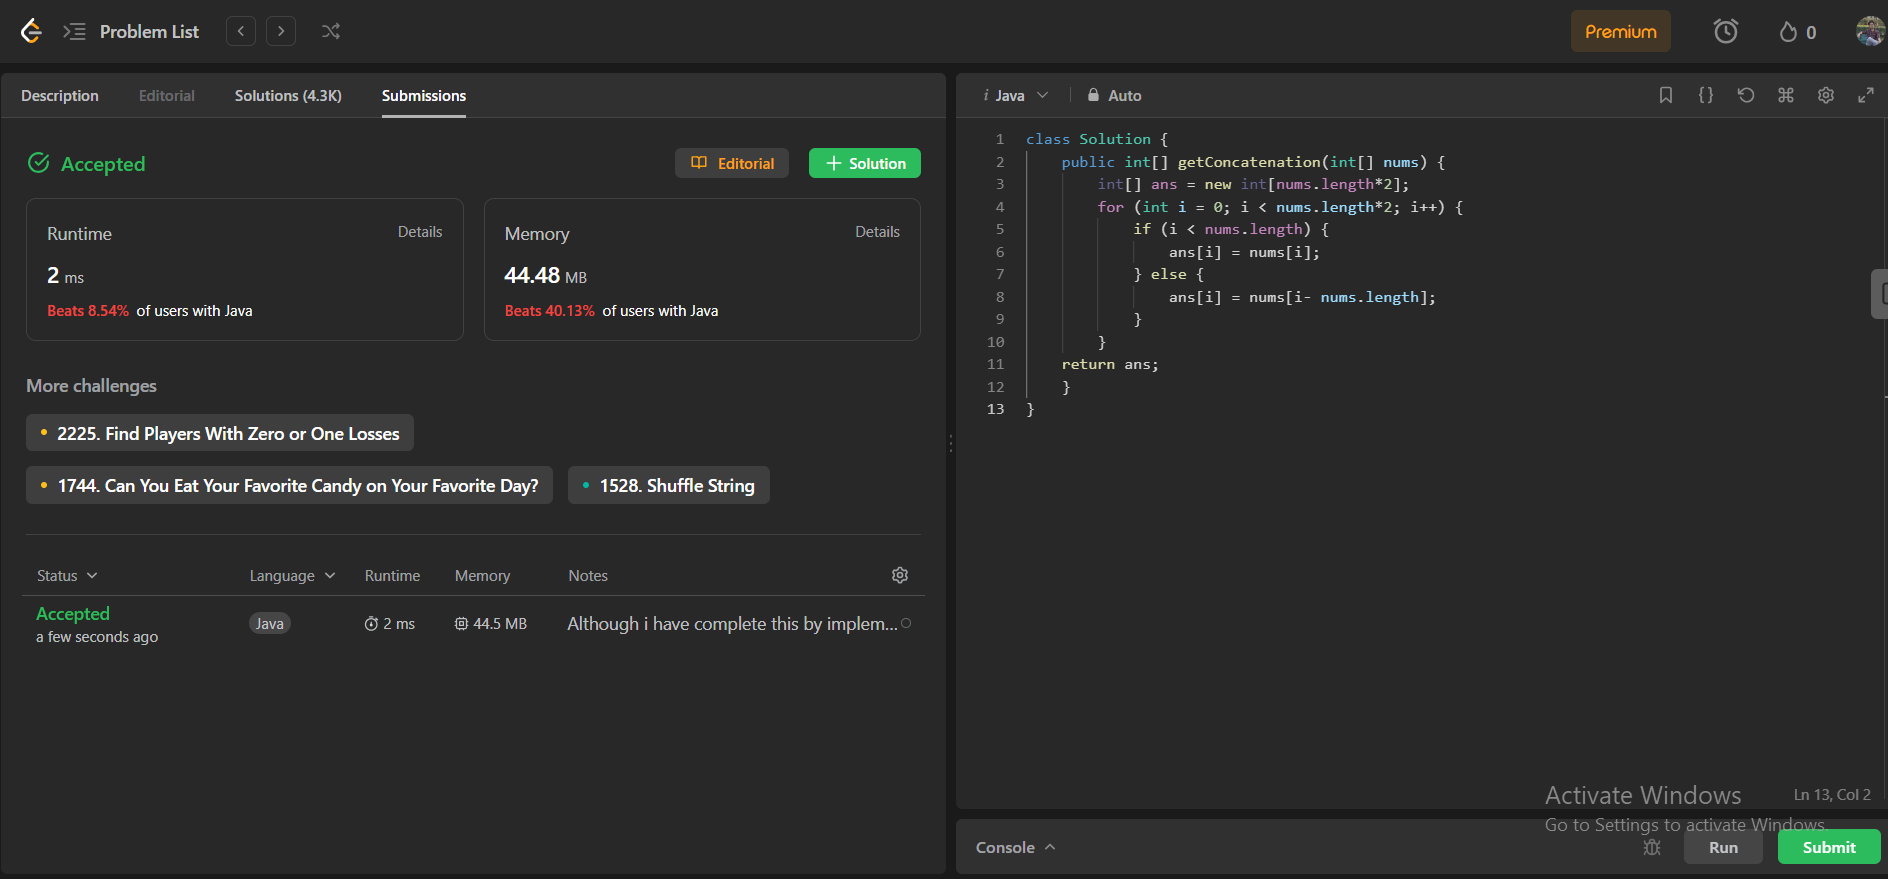 Problem List
Premium
0
Description Editorial Solutions (4.3K) Submissions
Accepted
Editorial
Solution
Runtime Details
2 ms
Beats 8.54% of users with Java
Memory Details
44.48 MB
Beats 40.13% of users with Java
More challenges
2225. Find Players With Zero or One Losses
1744. Can You Eat Your Favorite Candy on Your Favorite Day?
1528. Shuffle String
Status Language Runtime Memory Notes
Accepted
a few seconds ago
Java
2 ms
44.5 MB
Although i have complete this by implem...
i Java Auto
1 class Solution {
2 public int[] getConcatenation(int[] nums) {
3 int[] ans = new int[nums.length*2];
4 for (int i = 0; i < nums.length*2; i++) {
5 if (i < nums.length) {
6 ans[i] = nums[i];
7 } else {
8 ans[i] = nums[i- nums.length];
9 }
10 }
11 return ans;
12 }
13 }
Activate Windows
Go to Settings to activate Windows.
Ln 13, Col 2
Console
Run
Submit